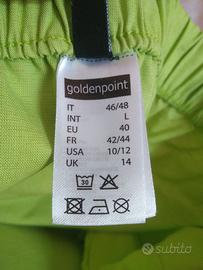 goldenpoint
IT 46/48
INT L
EU 40
FR 42/44
USA 10/12
UK 14
30
subito